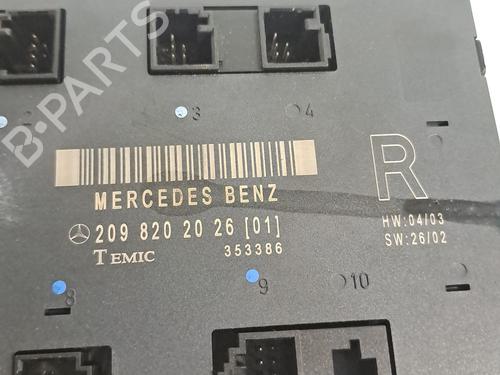 B-PARTS
3
4
R
MERCEDES BENZ
209 820 20 26 [01]
TEMIC 353386
HW:04/03
SW:26/02
8
9
10